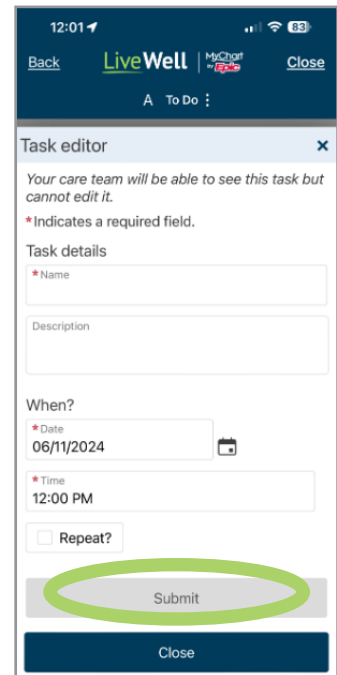 12:01 83
Back LiveWell | MyChart by Epic Close
A To Do
Task editor ×
Your care team will be able to see this task but
cannot edit it.
*Indicates a required field.
Task details
*Name
Description
When?
*Date
06/11/2024
*Time
12:00 PM
Repeat?
Submit
Close